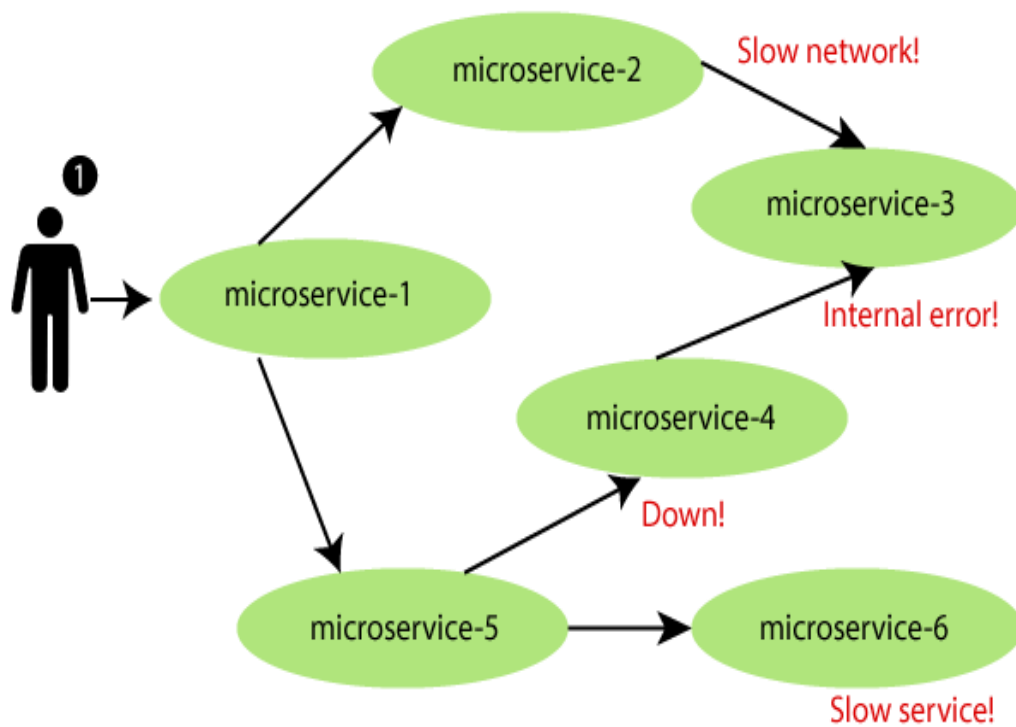 microservice-2
Slow network!
1
microservice-3
microservice-1
Internal error!
microservice-4
Down!
microservice-5
microservice-6
Slow service!